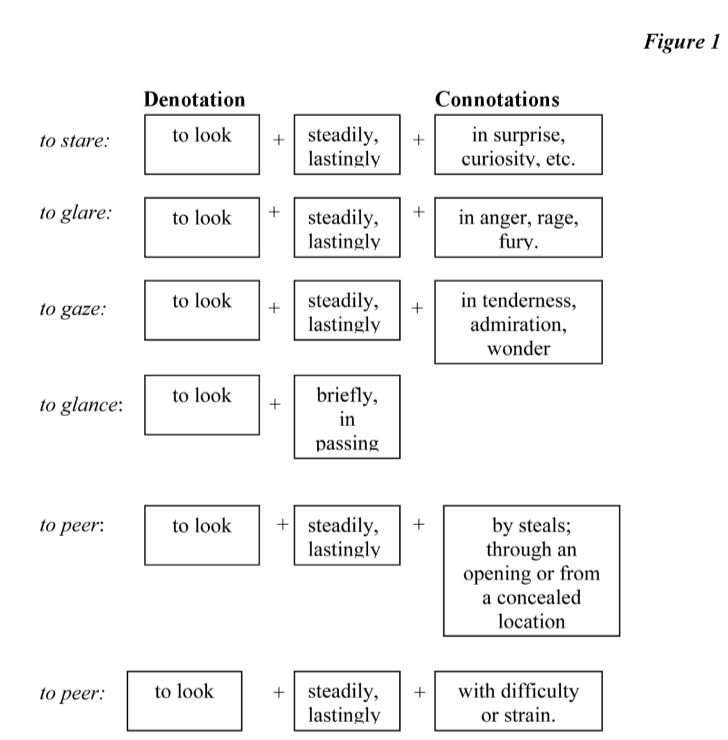 Figure 1
Denotation Connotations
to stare: to look + steadily, + in surprise,
lastingly curiosity, etc.
to glare: to look + steadily, + in anger, rage,
lastingly fury.
to gaze: to look + steadily, + in tenderness,
lastingly admiration,
wonder
to glance: to look + briefly,
in
passing
to peer: to look + steadily, + by steals;
lastingly through an
opening or from
a concealed
location
to peer: to look + steadily, + with difficulty
lastingly or strain.